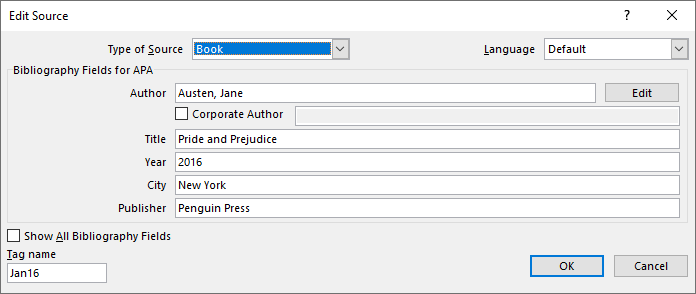 Edit Source
Type of Source Book Language Default
Bibliography Fields for APA
Author Austen, Jane Edit
Corporate Author
Title Pride and Prejudice
Year 2016
City New York
Publisher Penguin Press
Show All Bibliography Fields
Tag name
Jan16 OK Cancel